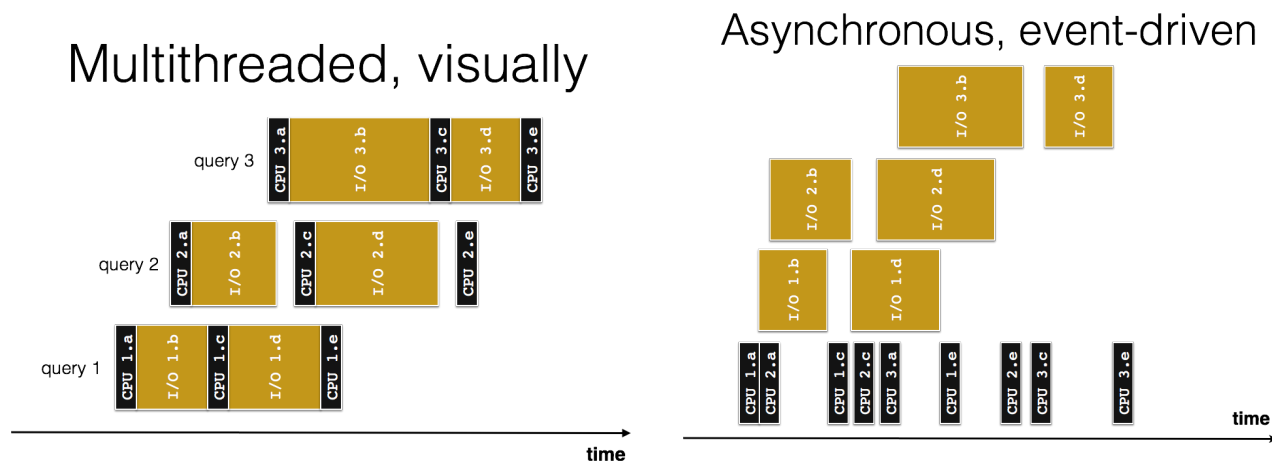 Multithreaded, visually
query 3
CPU 3.a
I/O 3.b
CPU 3.c
I/O 3.d
CPU 3.e
query 2
CPU 2.a
I/O 2.b
CPU 2.c
I/O 2.d
CPU 2.e
query 1
CPU 1.a
I/O 1.b
CPU 1.c
I/O 1.d
CPU 1.e
time
Asynchronous, event-driven
I/O 3.b
I/O 3.d
I/O 2.b
I/O 2.d
I/O 1.b
I/O 1.d
CPU 1.a
CPU 2.a
CPU 1.c
CPU 2.c
CPU 3.a
CPU 1.e
CPU 2.e
CPU 3.c
CPU 3.e
time